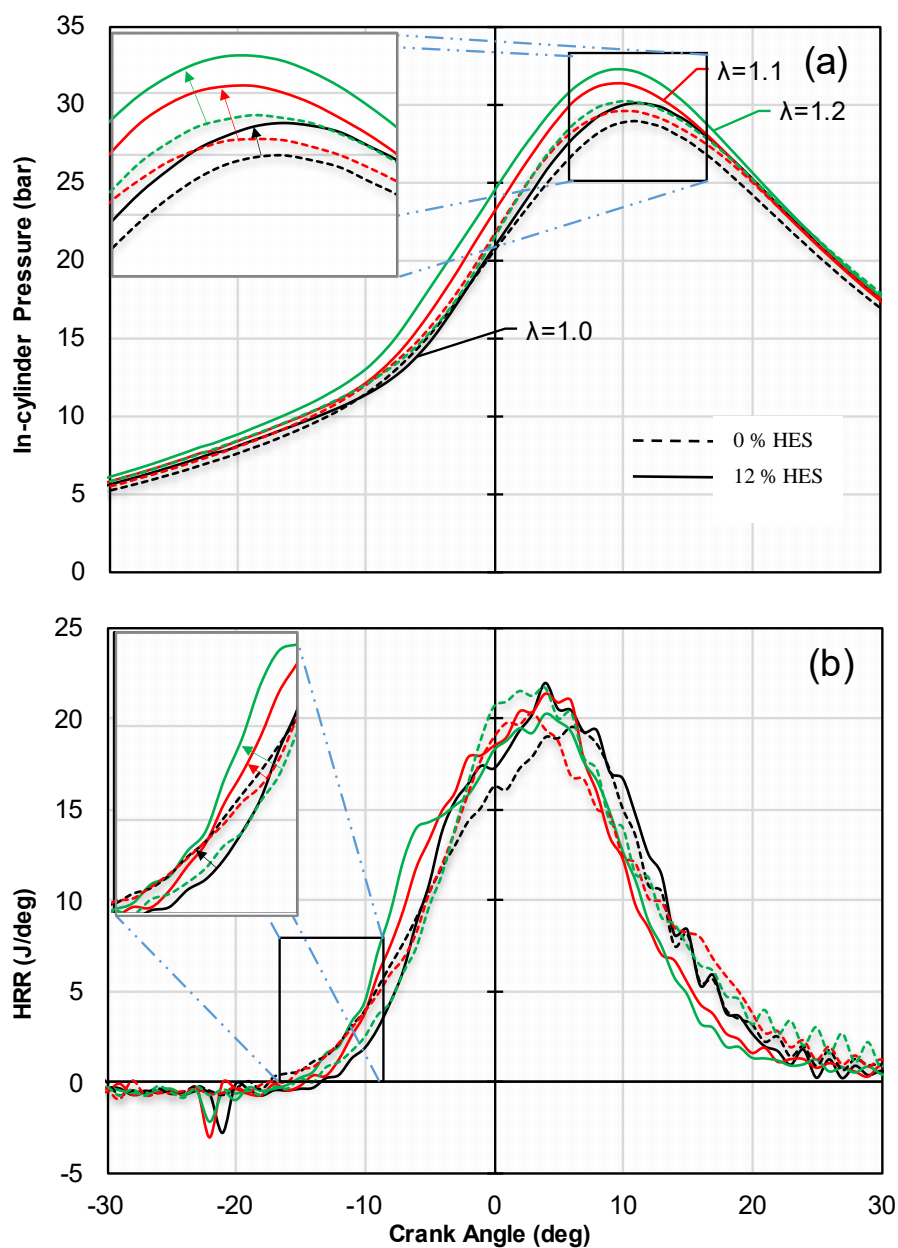 35
30
25
20
15
10
5
0
In-cylinder Pressure (bar)
(a)
λ=1.1
λ=1.2
λ=1.0
0 % HES
12 % HES
25
20
15
10
5
0
-5
HRR (J/deg)
(b)
-30 -20 -10 0 10 20 30
Crank Angle (deg)